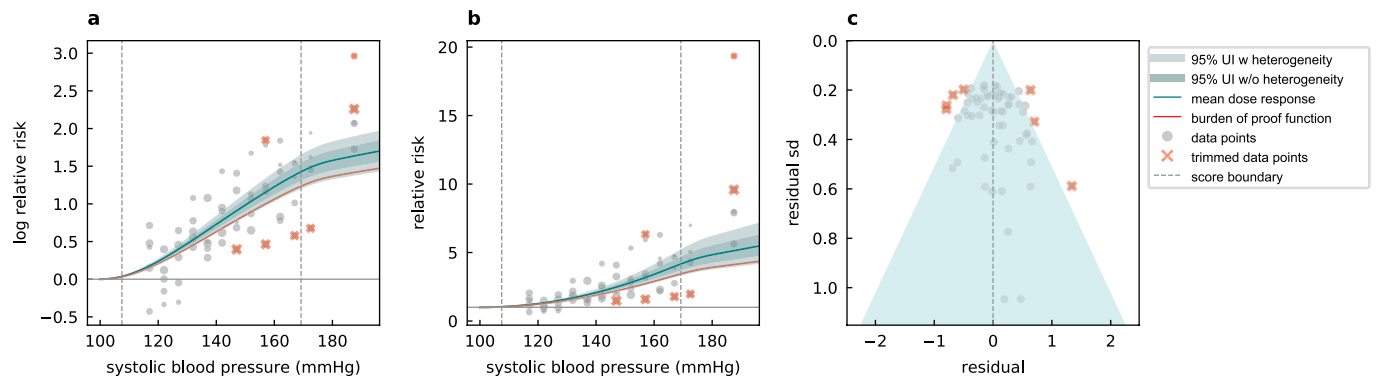 a
3.0
2.5
2.0
1.5
1.0
0.5
0.0
−0.5
100 120 140 160 180
log relative risk
systolic blood pressure (mmHg)
b
20
15
10
5
0
100 120 140 160 180
relative risk
systolic blood pressure (mmHg)
c
0.0
0.2
0.4
0.6
0.8
1.0
−2 −1 0 1 2
residual sd
residual
95% UI w heterogeneity
95% UI w/o heterogeneity
mean dose response
burden of proof function
data points
trimmed data points
score boundary